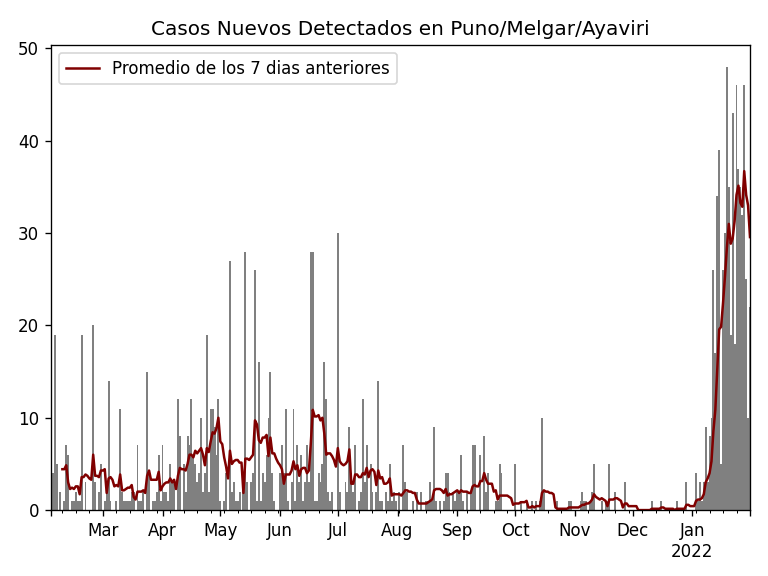 Casos Nuevos Detectados en Puno/Melgar/Ayaviri
Promedio de los 7 dias anteriores
50
40
30
20
10
0
Mar Apr May Jun Jul Aug Sep Oct Nov Dec Jan
2022